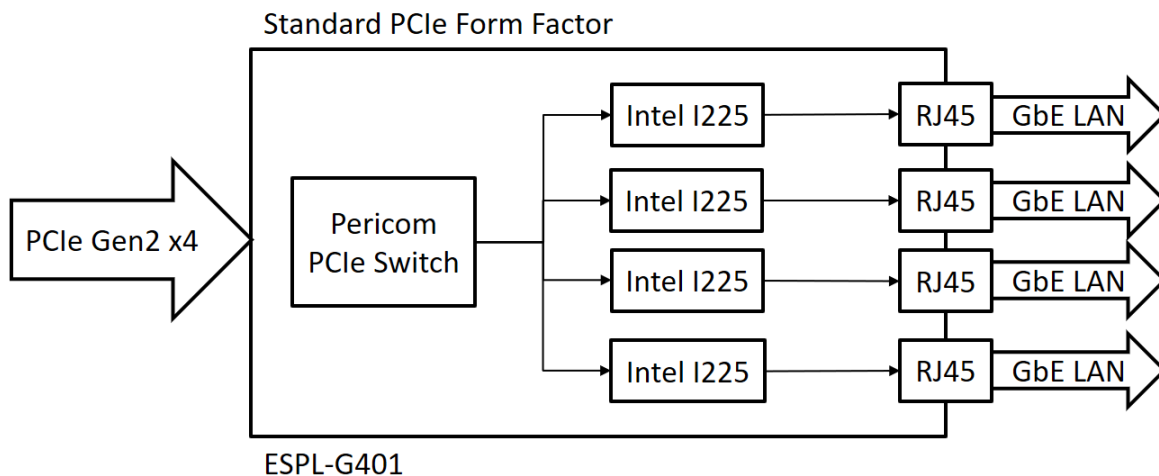 Standard PCIe Form Factor
Intel I225
RJ45
GbE LAN
Intel I225
RJ45
GbE LAN
PCIe Gen2 x4
Pericom
PCIe Switch
Intel I225
RJ45
GbE LAN
Intel I225
RJ45
GbE LAN
ESPL-G401